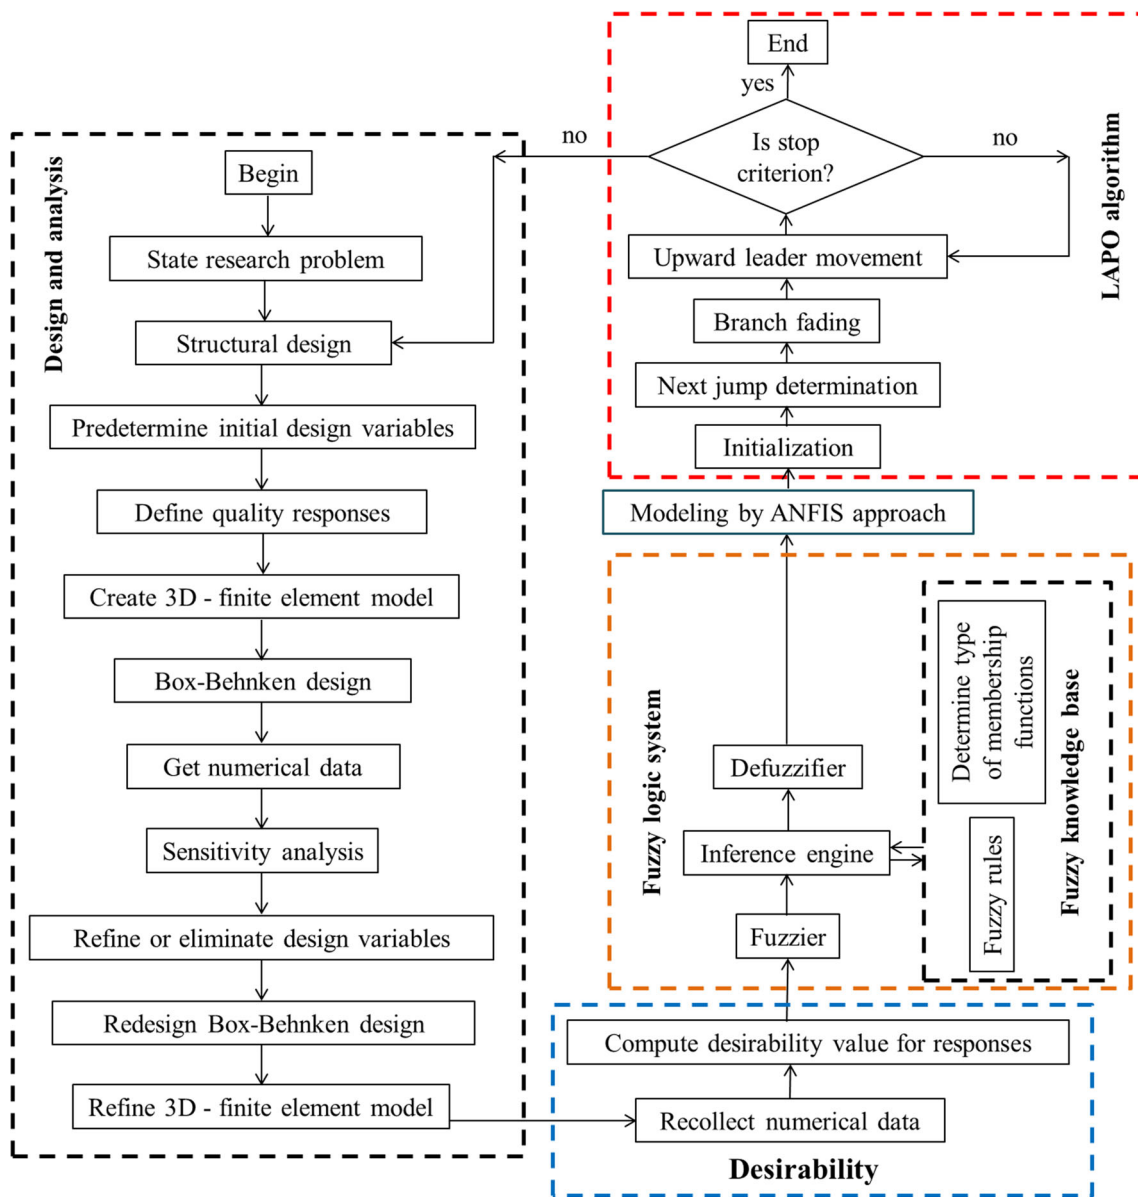 Design and analysis
Begin
State research problem
Structural design
Predetermine initial design variables
Define quality responses
Create 3D - finite element model
Box-Behnken design
Get numerical data
Sensitivity analysis
Refine or eliminate design variables
Redesign Box-Behnken design
Refine 3D - finite element model
Recollect numerical data
Compute desirability value for responses
Desirability
Fuzzy logic system
Fuzzier
Inference engine
Defuzzifier
Fuzzy knowledge base
Determine type
of membership
functions
Fuzzy rules
Modeling by ANFIS approach
LAPO algorithm
Initialization
Next jump determination
Branch fading
Upward leader movement
Is stop
criterion?
no
no
yes
End